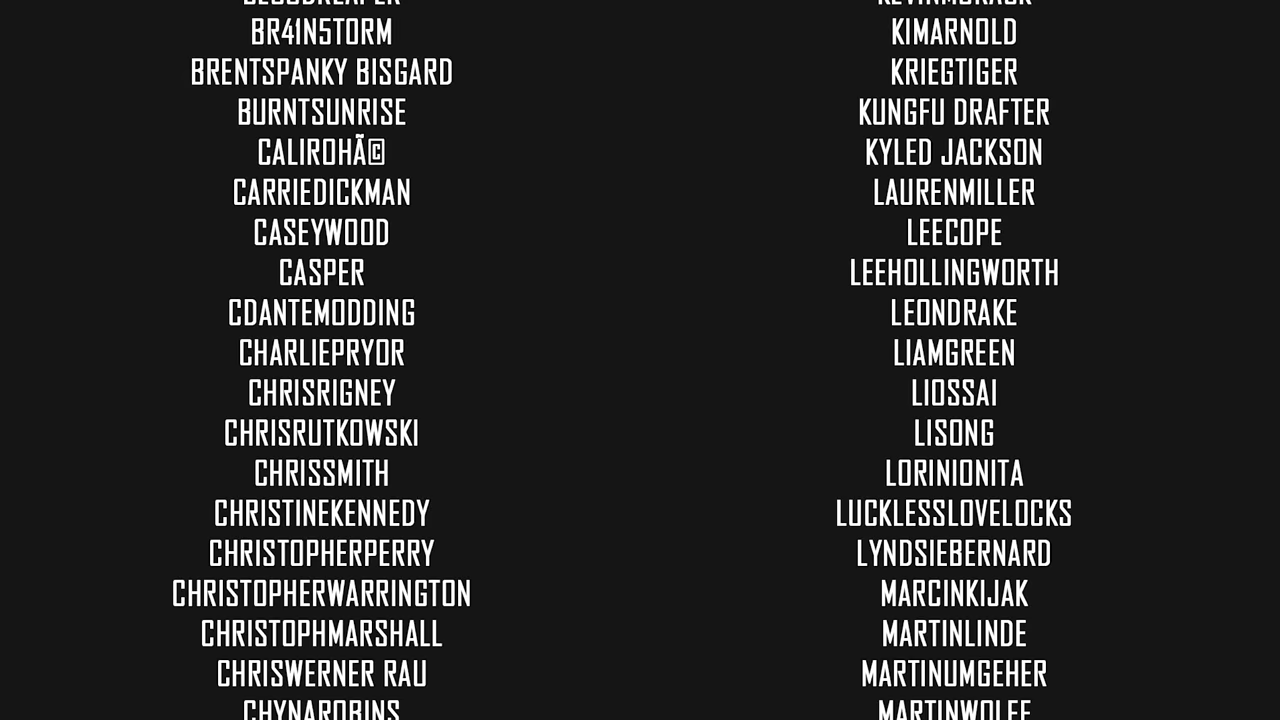 BR41N5TORM
BRENTSPANKY BISGARD
BURNTSUNRISE
CALIROHÃ©
CARRIEDICKMAN
CASEYWOOD
CASPER
CDANTEMODDING
CHARLIEPRYOR
CHRISRIGNEY
CHRISRUTKOWSKI
CHRISSMITH
CHRISTINEKENNEDY
CHRISTOPHERPERRY
CHRISTOPHERWARRINGTON
CHRISTOPHMARSHALL
CHRISWERNER RAU
CHYNAROBINS
KIMARNOLD
KRIEGTIGER
KUNGFU DRAFTER
KYLED JACKSON
LAURENMILLER
LEECOPE
LEEHOLLINGWORTH
LEONDRAKE
LIAMGREEN
LIOSSAI
LISONG
LORINIONITA
LUCKLESSLOVELOCKS
LYNDSIEBERNARD
MARCINKIJAK
MARTINLINDE
MARTINUMGEHER